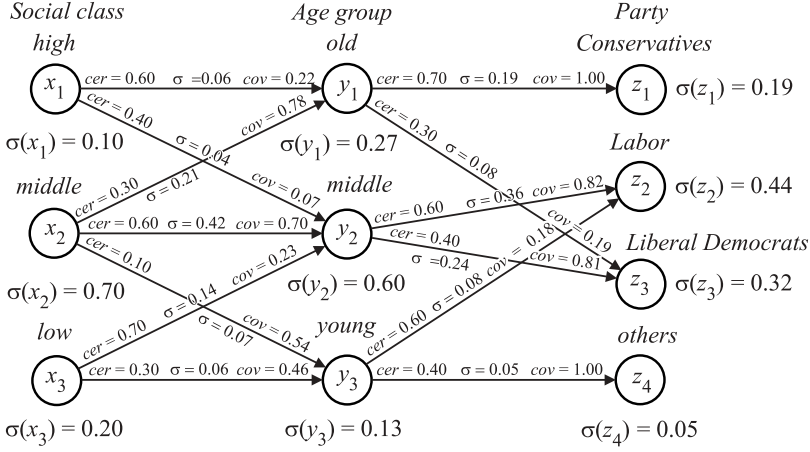 Social class Age group Party
high old Conservatives
x1 cer = 0.60 σ =0.06 cov = 0.22 y1 cer = 0.70 σ = 0.19 cov = 1.00 z1 σ(z1) = 0.19
cer = 0.40 σ = 0.04 cov = 0.07
cer = 0.30 σ = 0.21 cov = 0.78
cer = 0.30 σ = 0.08 cov = 0.19
σ(x1) = 0.10 σ(y1) = 0.27
Labor
middle middle
cer = 0.60 σ = 0.36 cov = 0.82 z2 σ(z2) = 0.44
x2 cer = 0.60 σ = 0.42 cov = 0.70 y2
cer = 0.40 σ =0.24 cov = 0.81
Liberal Democrats
z3 σ(z3) = 0.32
cer = 0.10 σ = 0.07 cov = 0.54
cer = 0.70 σ = 0.14 cov = 0.23
cer = 0.60 σ = 0.08 cov = 0.18
σ(x2) = 0.70 σ(y2) = 0.60
low young others
x3 cer = 0.30 σ = 0.06 cov = 0.46 y3 cer = 0.40 σ = 0.05 cov = 1.00 z4
σ(x3) = 0.20 σ(y3) = 0.13 σ(z4) = 0.05